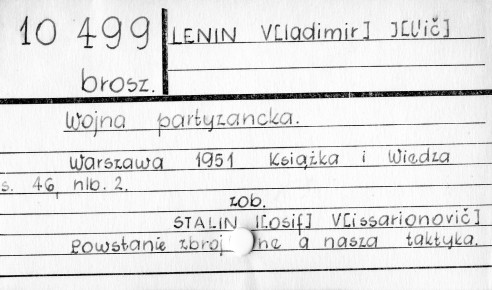 10 499
LENIN V[ladimir] I[l'ič]
brosz.
Wojna partyzancka.
Warszawa 1951 Książka i Wiedza
s. 46, nlb. 2.
zob.
STALIN I[osif] V[issarionovič]
Powstanie zbroj ne a nasza taktyka.